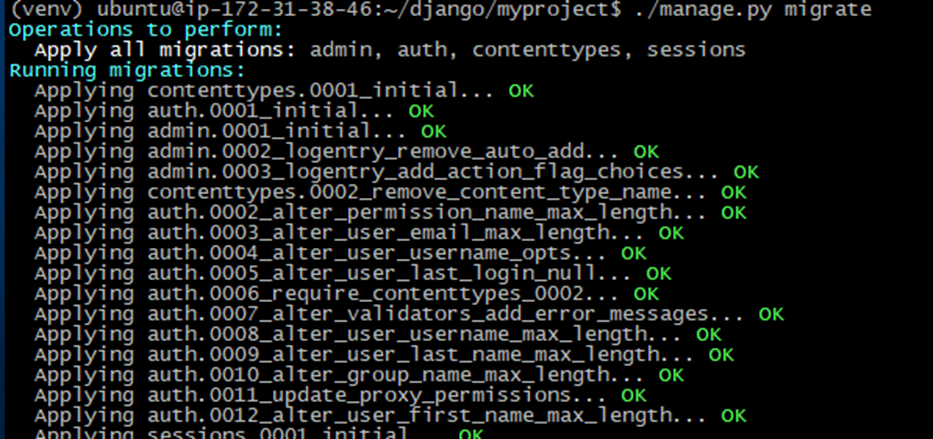 (venv) ubuntu@ip-172-31-38-46:~/django/myproject$ ./manage.py migrate
Operations to perform:
  Apply all migrations: admin, auth, contenttypes, sessions
Running migrations:
  Applying contenttypes.0001_initial... OK
  Applying auth.0001_initial... OK
  Applying admin.0001_initial... OK
  Applying admin.0002_logentry_remove_auto_add... OK
  Applying admin.0003_logentry_add_action_flag_choices... OK
  Applying contenttypes.0002_remove_content_type_name... OK
  Applying auth.0002_alter_permission_name_max_length... OK
  Applying auth.0003_alter_user_email_max_length... OK
  Applying auth.0004_alter_user_username_opts... OK
  Applying auth.0005_alter_user_last_login_null... OK
  Applying auth.0006_require_contenttypes_0002... OK
  Applying auth.0007_alter_validators_add_error_messages... OK
  Applying auth.0008_alter_user_username_max_length... OK
  Applying auth.0009_alter_user_last_name_max_length... OK
  Applying auth.0010_alter_group_name_max_length... OK
  Applying auth.0011_update_proxy_permissions... OK
  Applying auth.0012_alter_user_first_name_max_length... OK
  Applying sessions.0001_initial... OK